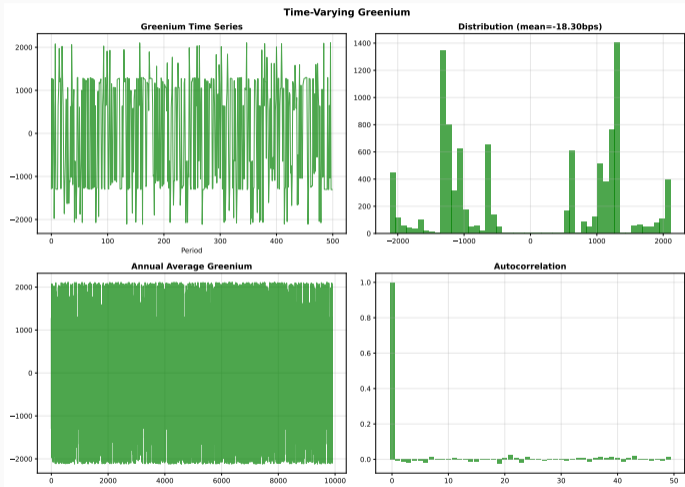 Time-Varying Greenium
Greenium Time Series
2000
1000
0
−1000
−2000
0 100 200 300 400 500
Period
Distribution (mean=-18.30bps)
1400
1200
1000
800
600
400
200
0
−2000 −1000 0 1000 2000
Annual Average Greenium
2000
1000
0
−1000
−2000
0 2000 4000 6000 8000 10000
Autocorrelation
1.0
0.8
0.6
0.4
0.2
0.0
0 10 20 30 40 50